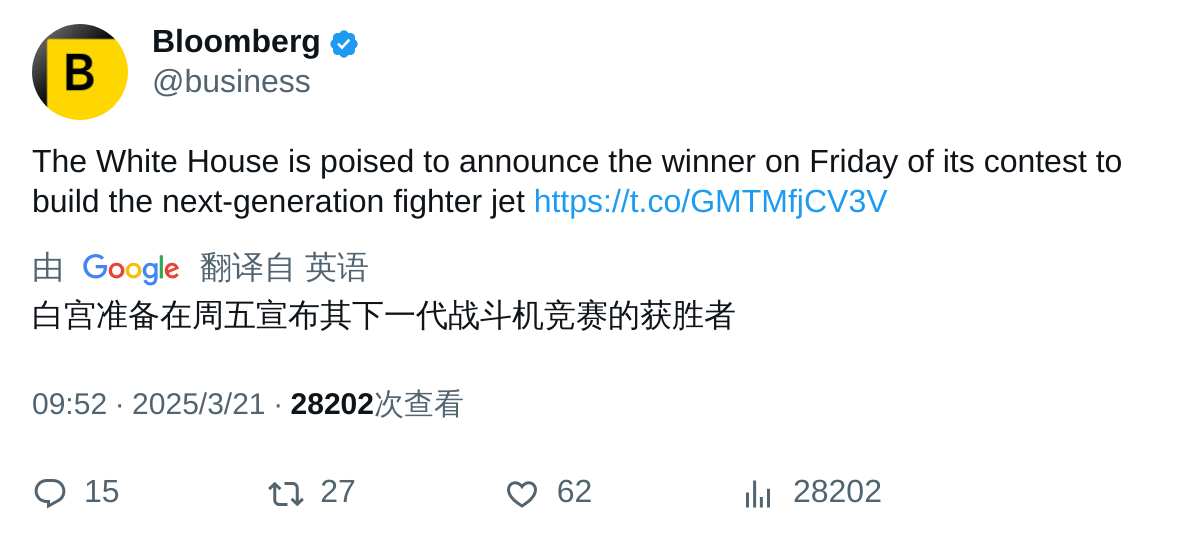 B
Bloomberg
@business
The White House is poised to announce the winner on Friday of its contest to
build the next-generation fighter jet https://t.co/GMTMfjCV3V
由 Google 翻译自 英语
白宫准备在周五宣布其下一代战斗机竞赛的获胜者
09:52 · 2025/3/21 · 28202次查看
15 27 62 28202